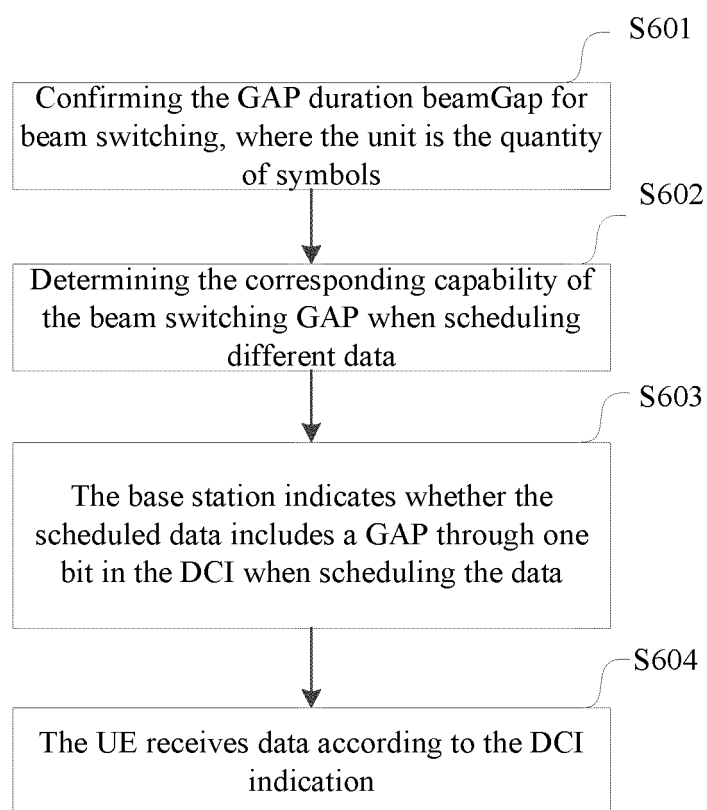 S601
Confirming the GAP duration beamGap for
beam switching, where the unit is the quantity
of symbols
S602
Determining the corresponding capability of
the beam switching GAP when scheduling
different data
S603
The base station indicates whether the
scheduled data includes a GAP through one
bit in the DCI when scheduling the data
S604
The UE receives data according to the DCI
indication